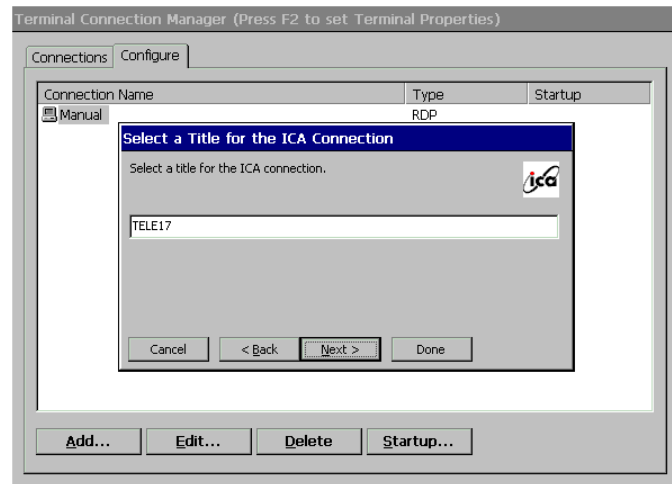 Terminal Connection Manager (Press F2 to set Terminal Properties)
Connections Configure
Connection Name Type Startup
Manual RDP
Select a Title for the ICA Connection
Select a title for the ICA connection.
ica
TELE17
Cancel < Back Next > Done
Add... Edit... Delete Startup...